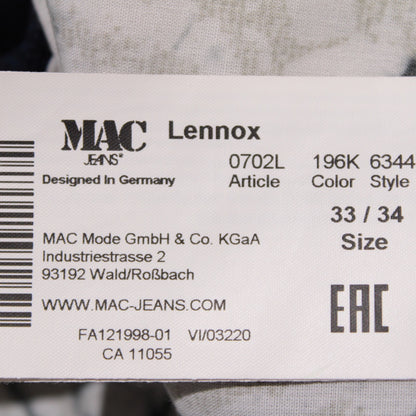 MAC Lennox
JEANS®
0702L 196K 6344
Designed In Germany Article Color Style
33 / 34
Size
MAC Mode GmbH & Co. KGaA
Industriestrasse 2
93192 Wald/Roßbach
WWW.MAC-JEANS.COM
EAC
FA121998-01 VI/03220
CA 11055